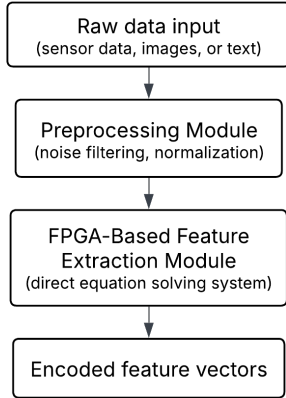 Raw data input
(sensor data, images, or text)
Preprocessing Module
(noise filtering, normalization)
FPGA-Based Feature
Extraction Module
(direct equation solving system)
Encoded feature vectors